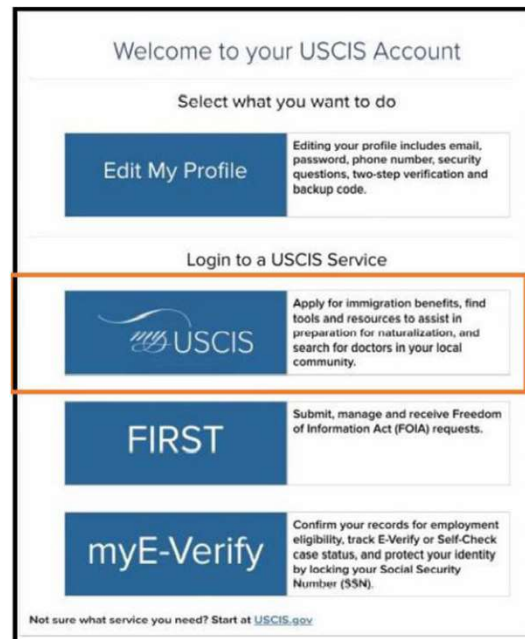 Welcome to your USCIS Account
Select what you want to do
Edit My Profile
Editing your profile includes email,
password, phone number, security
questions, two-step verification and
backup code.
Login to a USCIS Service
my USCIS
Apply for immigration benefits, find
tools and resources to assist in
preparation for naturalization, and
search for doctors in your local
community.
FIRST
Submit, manage and receive Freedom
of Information Act (FOIA) requests.
myE-Verify
Confirm your records for employment
eligibility, track E-Verify or Self-Check
case status, and protect your identity
by locking your Social Security
Number (SSN).
Not sure what service you need? Start at USCIS.gov